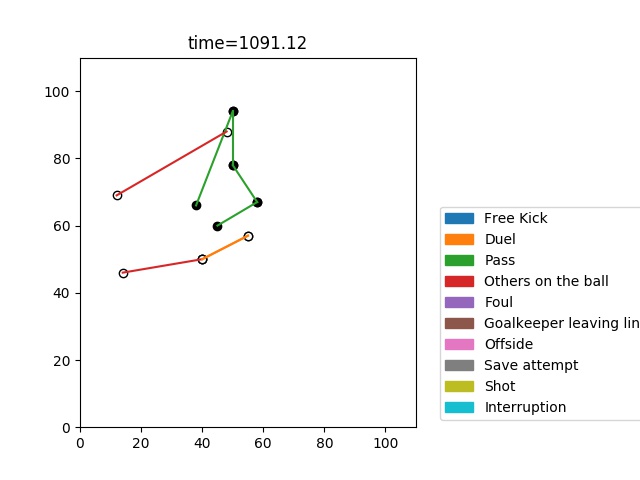 time=1091.12
100
80
60
40
20
0
0 20 40 60 80 100
Free Kick
Duel
Pass
Others on the ball
Foul
Goalkeeper leaving lin
Offside
Save attempt
Shot
Interruption